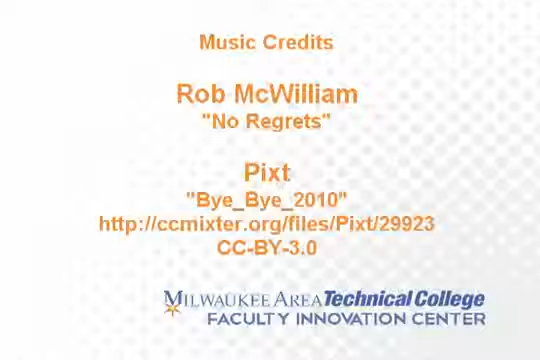 Music Credits
Rob McWilliam
"No Regrets"
Pixt
"Bye_Bye_2010"
http://ccmixter.org/files/Pixt/29923
CC-BY-3.0
MILWAUKEE AREA Technical College
FACULTY INNOVATION CENTER